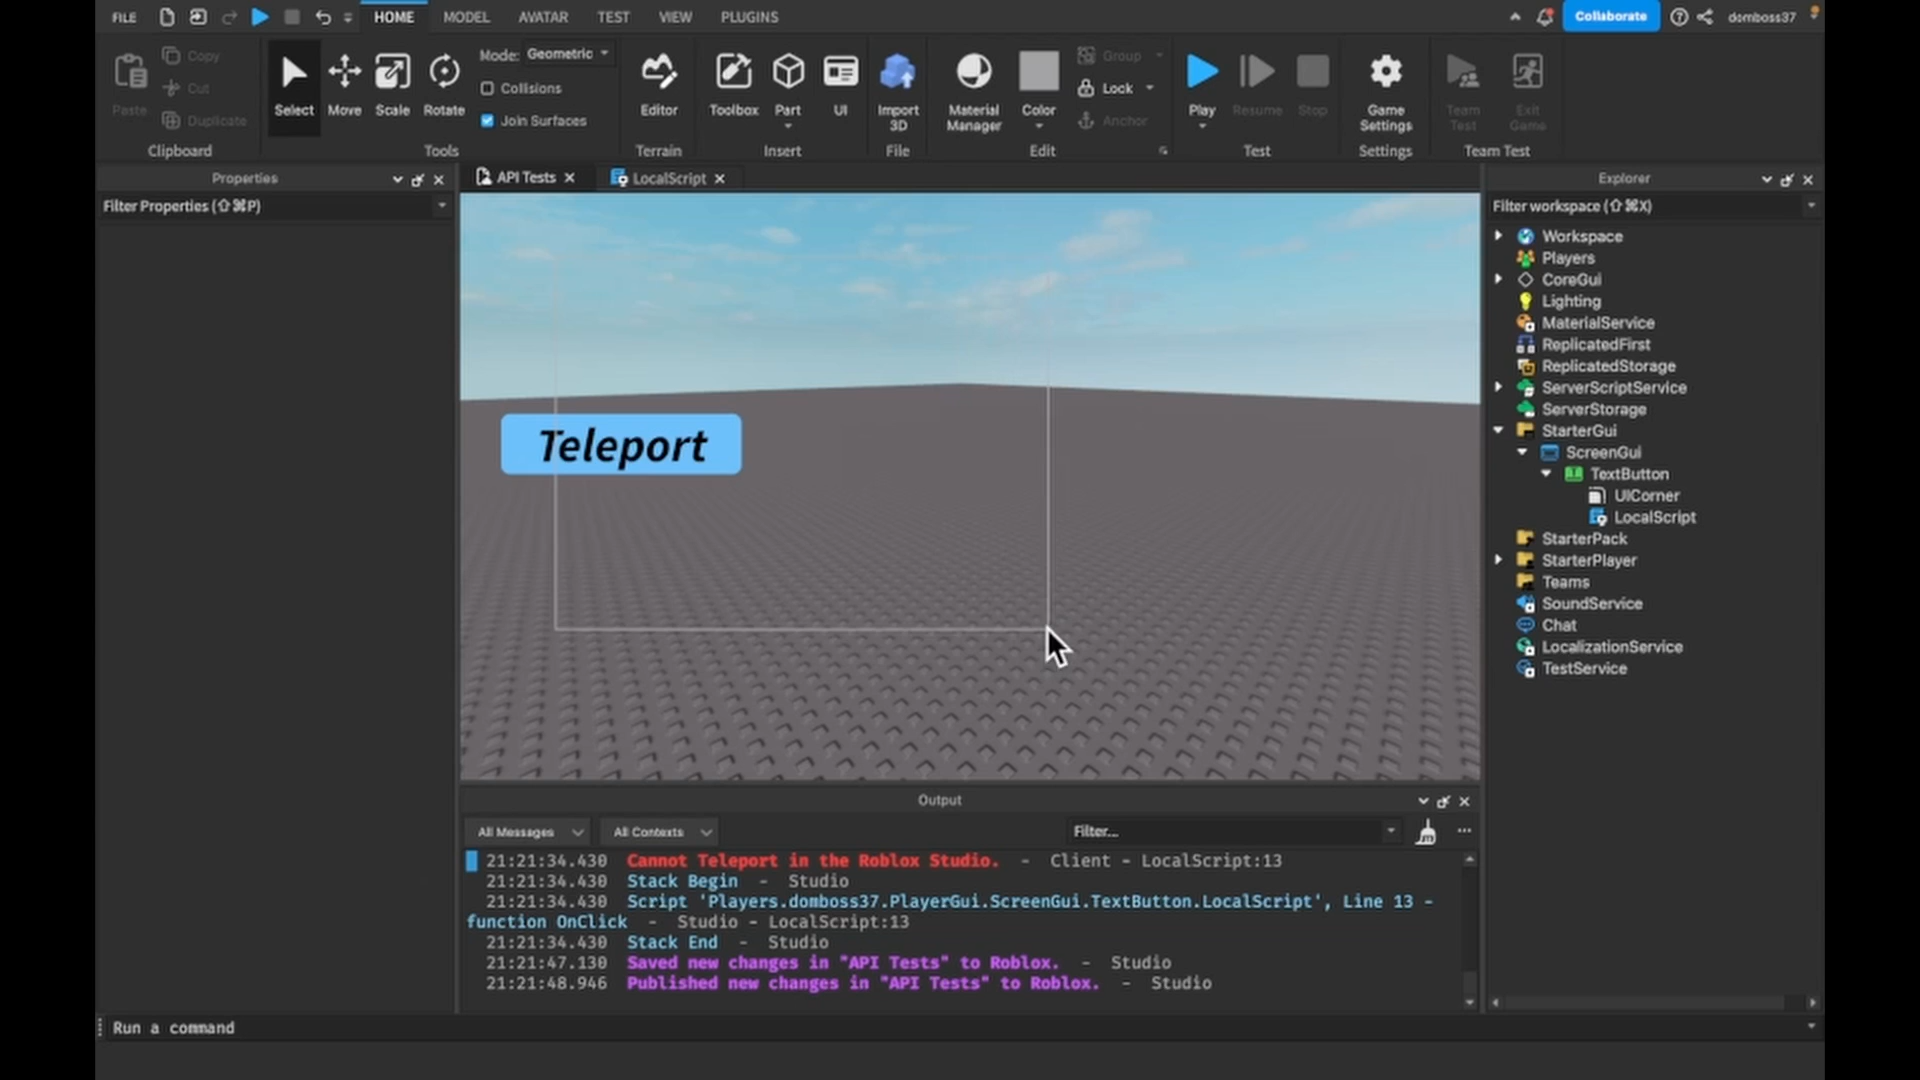 FILE HOME MODEL AVATAR TEST VIEW PLUGINS Collaborate domboss37
Paste Copy Cut Duplicate
Clipboard
Select Move Scale Rotate
Mode: Geometric
Collisions
Join Surfaces
Tools
Editor
Terrain
Toolbox Part UI
Insert
Import 3D
File
Material Manager Color
Group
Lock
Anchor
Edit
Play Resume Stop
Test
Game Settings
Settings
Team Test Exit Game
Team Test
Properties
Filter Properties (⇧⌘P)
API Tests LocalScript
Teleport
Explorer
Filter workspace (⇧⌘X)
Workspace
Players
CoreGui
Lighting
MaterialService
ReplicatedFirst
ReplicatedStorage
ServerScriptService
ServerStorage
StarterGui
ScreenGui
TextButton
UICorner
LocalScript
StarterPack
StarterPlayer
Teams
SoundService
Chat
LocalizationService
TestService
Output
All Messages All Contexts Filter...
21:21:34.430 Cannot Teleport in the Roblox Studio. - Client - LocalScript:13
21:21:34.430 Stack Begin - Studio
21:21:34.430 Script 'Players.domboss37.PlayerGui.ScreenGui.TextButton.LocalScript', Line 13 -
function OnClick - Studio - LocalScript:13
21:21:34.430 Stack End - Studio
21:21:47.130 Saved new changes in "API Tests" to Roblox. - Studio
21:21:48.946 Published new changes in "API Tests" to Roblox. - Studio
Run a command